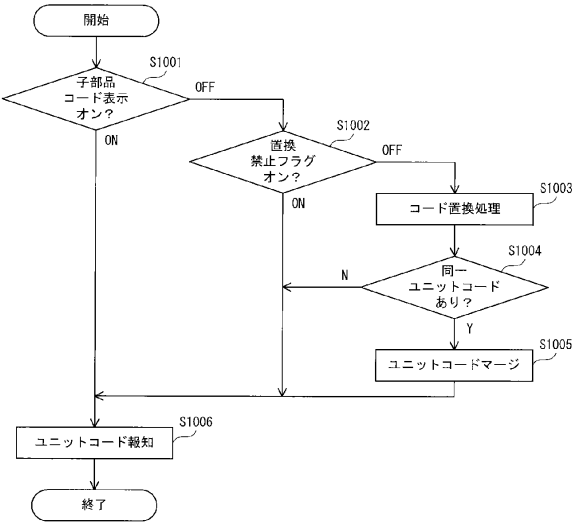 開始
S1001
子部品
コード表示
オン？
OFF
ON
S1002
置換
禁止フラグ
オン？
OFF
ON
S1003
コード置換処理
S1004
同一
ユニットコード
あり？
N
Y
S1005
ユニットコードマージ
S1006
ユニットコード報知
終了